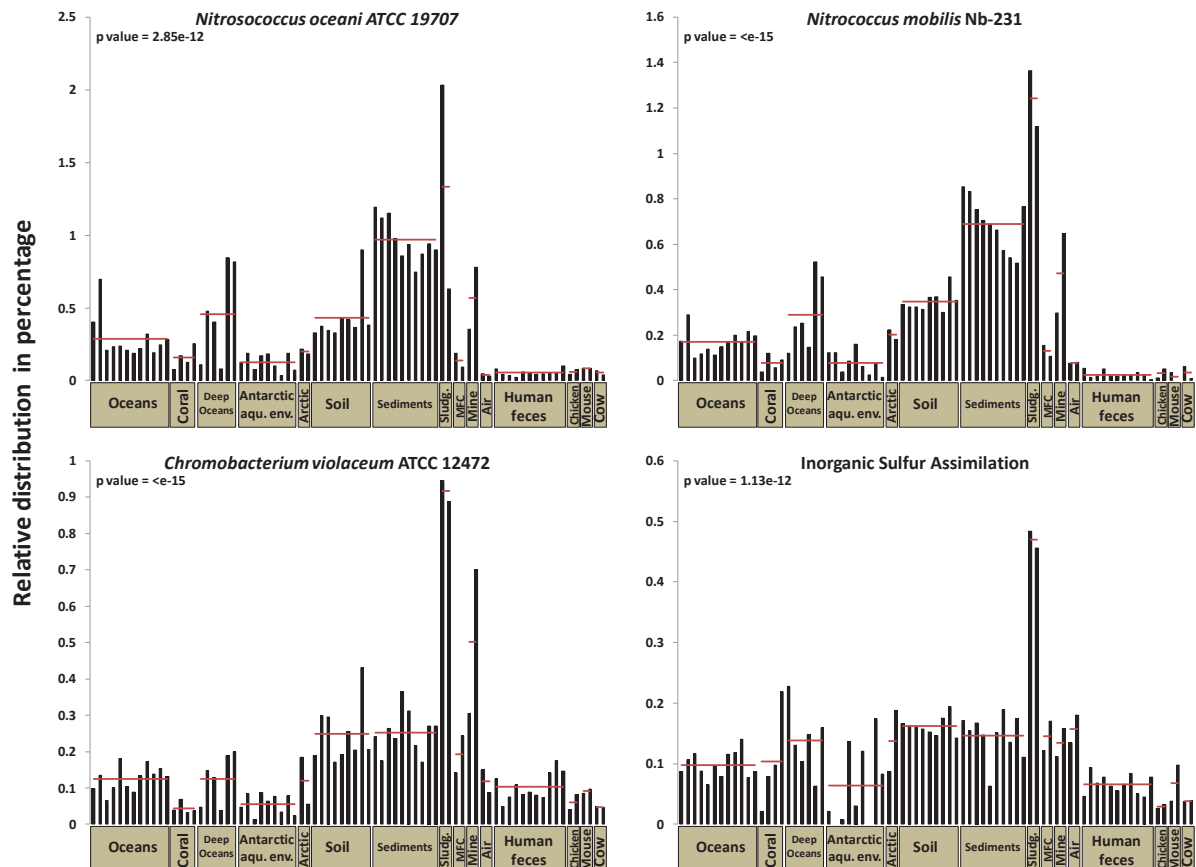 Relative distribution in percentage
Nitrosococcus oceani ATCC 19707
p value = 2.85e-12
2.5
2
1.5
1
0.5
0
Oceans
Coral
Deep
Oceans
Antarctic
aqu. env.
Arctic
Soil
Sediments
Sludg.
MFC
Mine
Air
Human
feces
Chicken
Mouse
Cow
Nitrococcus mobilis Nb-231
p value = <e-15
1.6
1.4
1.2
1
0.8
0.6
0.4
0.2
0
Oceans
Coral
Deep
Oceans
Antarctic
aqu. env.
Arctic
Soil
Sediments
Sludg.
MFC
Mine
Air
Human
feces
Chicken
Mouse
Cow
Chromobacterium violaceum ATCC 12472
p value = <e-15
1
0.9
0.8
0.7
0.6
0.5
0.4
0.3
0.2
0.1
0
Oceans
Coral
Deep
Oceans
Antarctic
aqu. env.
Arctic
Soil
Sediments
Sludg.
MFC
Mine
Air
Human
feces
Chicken
Mouse
Cow
Inorganic Sulfur Assimilation
p value = 1.13e-12
0.6
0.5
0.4
0.3
0.2
0.1
0
Oceans
Coral
Deep
Oceans
Antarctic
aqu. env.
Arctic
Soil
Sediments
Sludg.
MFC
Mine
Air
Human
feces
Chicken
Mouse
Cow